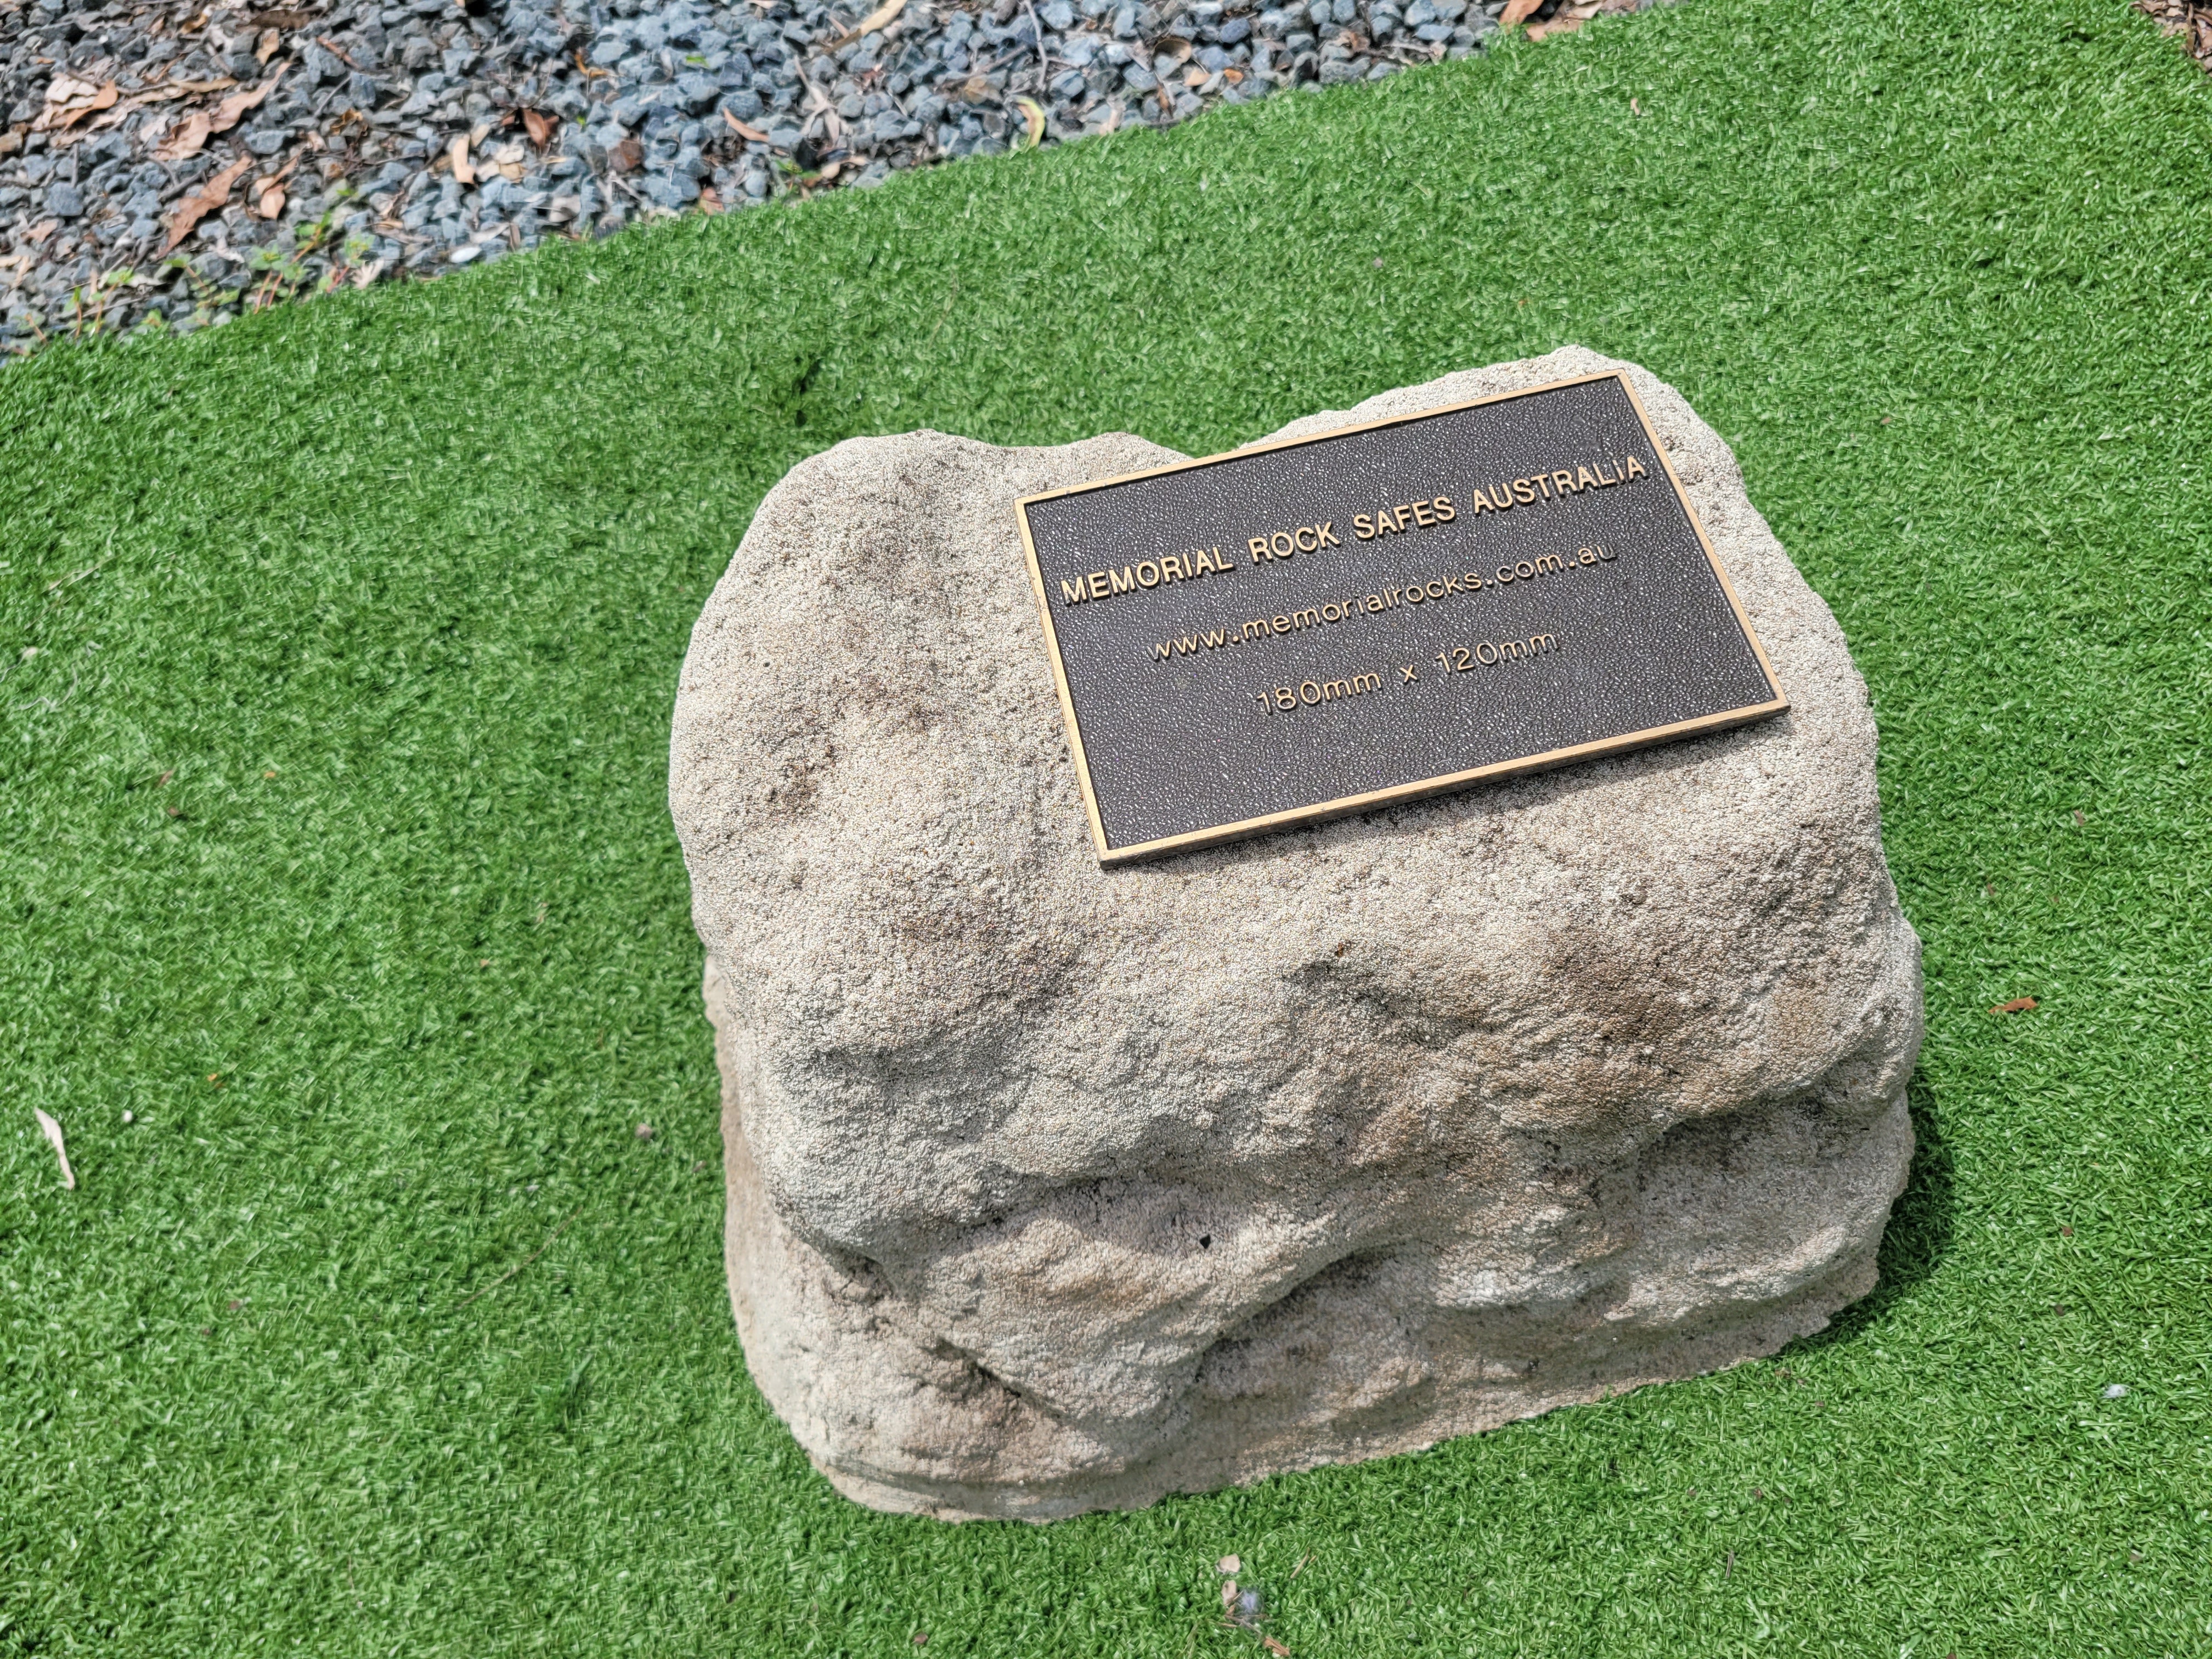 MEMORIAL ROCK SAFES AUSTRALIA
www.memorialrocks.com.au
180mm x 120mm